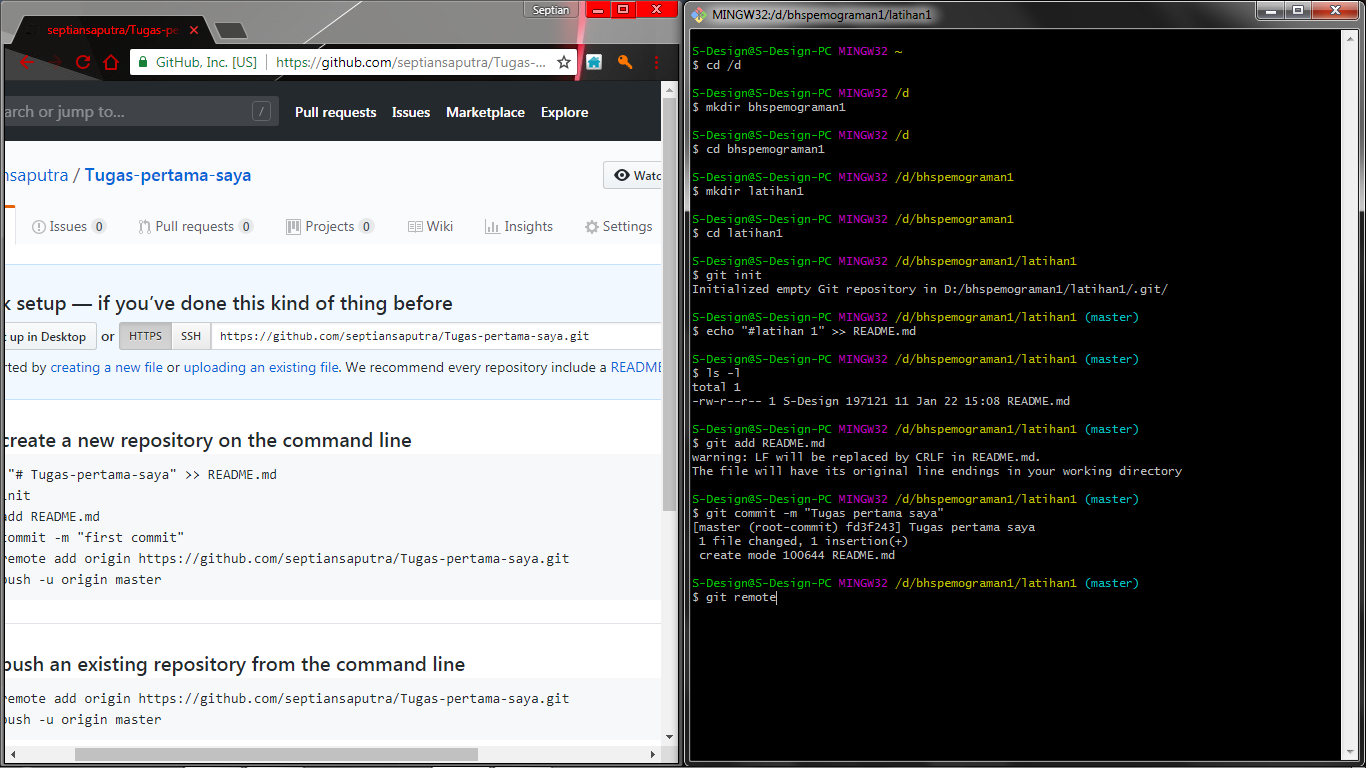 Septian
septiansaputra/Tugas-pe
GitHub, Inc. [US] | https://github.com/septiansaputra/Tugas-...
arch or jump to... /
Pull requests Issues Marketplace Explore
nsaputra / Tugas-pertama-saya
Watc
Issues 0 Pull requests 0 Projects 0 Wiki Insights Settings
k setup — if you've done this kind of thing before
t up in Desktop or HTTPS SSH https://github.com/septiansaputra/Tugas-pertama-saya.git
rted by creating a new file or uploading an existing file. We recommend every repository include a README
create a new repository on the command line
"# Tugas-pertama-saya" >> README.md
init
add README.md
commit -m "first commit"
remote add origin https://github.com/septiansaputra/Tugas-pertama-saya.git
push -u origin master
push an existing repository from the command line
remote add origin https://github.com/septiansaputra/Tugas-pertama-saya.git
push -u origin master
MINGW32:/d/bhspemograman1/latihan1
S-Design@S-Design-PC MINGW32 ~
$ cd /d
S-Design@S-Design-PC MINGW32 /d
$ mkdir bhspemograman1
S-Design@S-Design-PC MINGW32 /d
$ cd bhspemograman1
S-Design@S-Design-PC MINGW32 /d/bhspemograman1
$ mkdir latihan1
S-Design@S-Design-PC MINGW32 /d/bhspemograman1
$ cd latihan1
S-Design@S-Design-PC MINGW32 /d/bhspemograman1/latihan1
$ git init
Initialized empty Git repository in D:/bhspemograman1/latihan1/.git/
S-Design@S-Design-PC MINGW32 /d/bhspemograman1/latihan1 (master)
$ echo "#latihan 1" >> README.md
S-Design@S-Design-PC MINGW32 /d/bhspemograman1/latihan1 (master)
$ ls -l
total 1
-rw-r--r-- 1 S-Design 197121 11 Jan 22 15:08 README.md
S-Design@S-Design-PC MINGW32 /d/bhspemograman1/latihan1 (master)
$ git add README.md
warning: LF will be replaced by CRLF in README.md.
The file will have its original line endings in your working directory
S-Design@S-Design-PC MINGW32 /d/bhspemograman1/latihan1 (master)
$ git commit -m "Tugas pertama saya"
[master (root-commit) fd3f243] Tugas pertama saya
1 file changed, 1 insertion(+)
create mode 100644 README.md
S-Design@S-Design-PC MINGW32 /d/bhspemograman1/latihan1 (master)
$ git remote